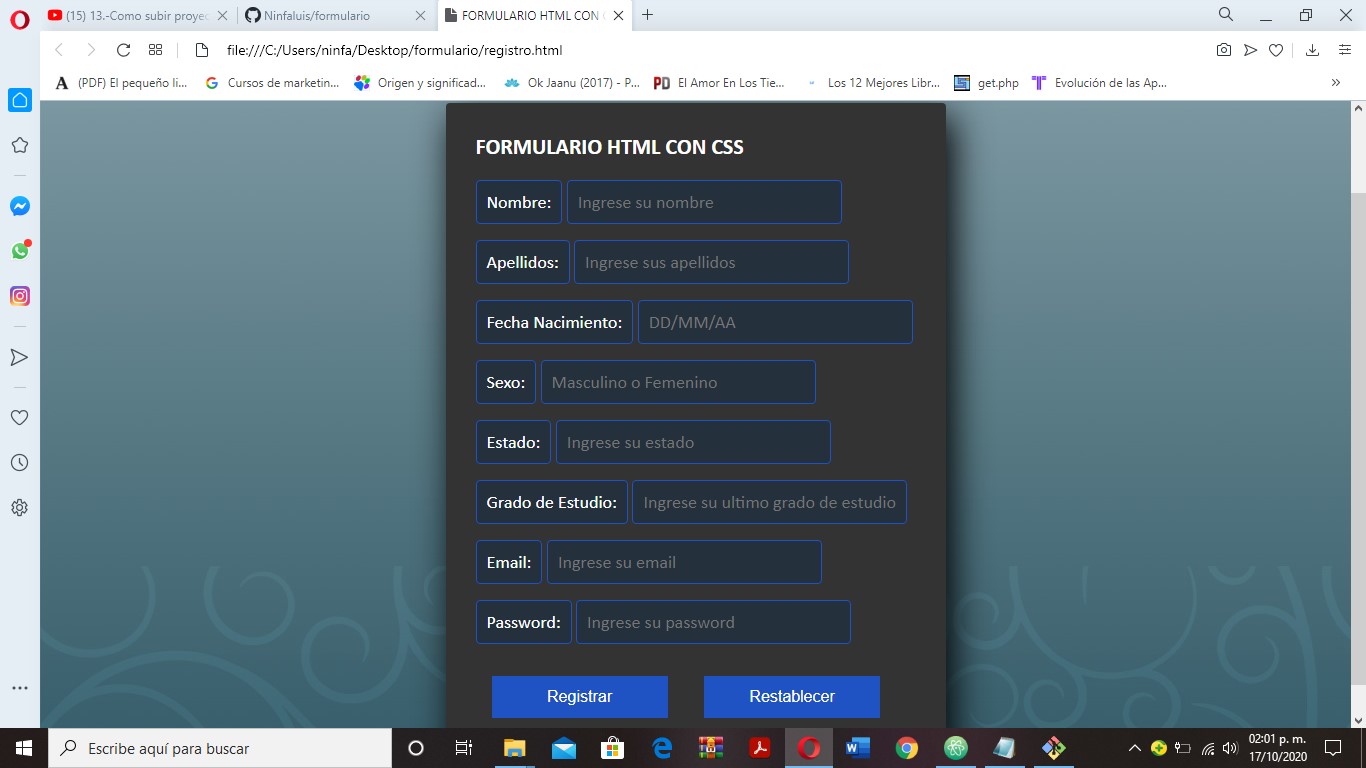 (15) 13.-Como subir proyec
Ninfaluis/formulario
FORMULARIO HTML CON C
file:///C:/Users/ninfa/Desktop/formulario/registro.html
(PDF) El pequeño li...
Cursos de marketin...
Origen y significad...
Ok Jaanu (2017) - P...
PD
El Amor En Los Tie...
Los 12 Mejores Libr...
get.php
Evolución de las Ap...
»
FORMULARIO HTML CON CSS
Nombre: Ingrese su nombre
Apellidos: Ingrese sus apellidos
Fecha Nacimiento: DD/MM/AA
Sexo: Masculino o Femenino
Estado: Ingrese su estado
Grado de Estudio: Ingrese su ultimo grado de estudio
Email: Ingrese su email
Password: Ingrese su password
Registrar
Restablecer
Escribe aquí para buscar
02:01 p. m.
17/10/2020